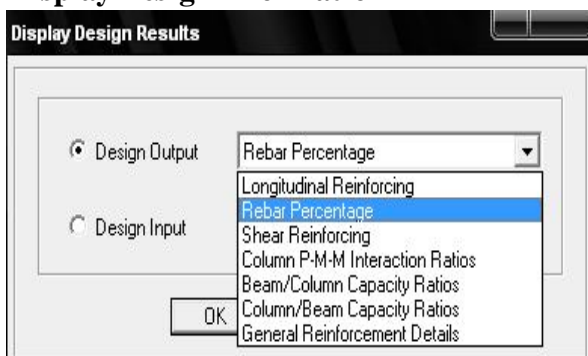 Display Design Results
Design Output
Rebar Percentage
Longitudinal Reinforcing
Rebar Percentage
Design Input
Shear Reinforcing
Column P-M-M Interaction Ratios
Beam/Column Capacity Ratios
OK
Column/Beam Capacity Ratios
General Reinforcement Details